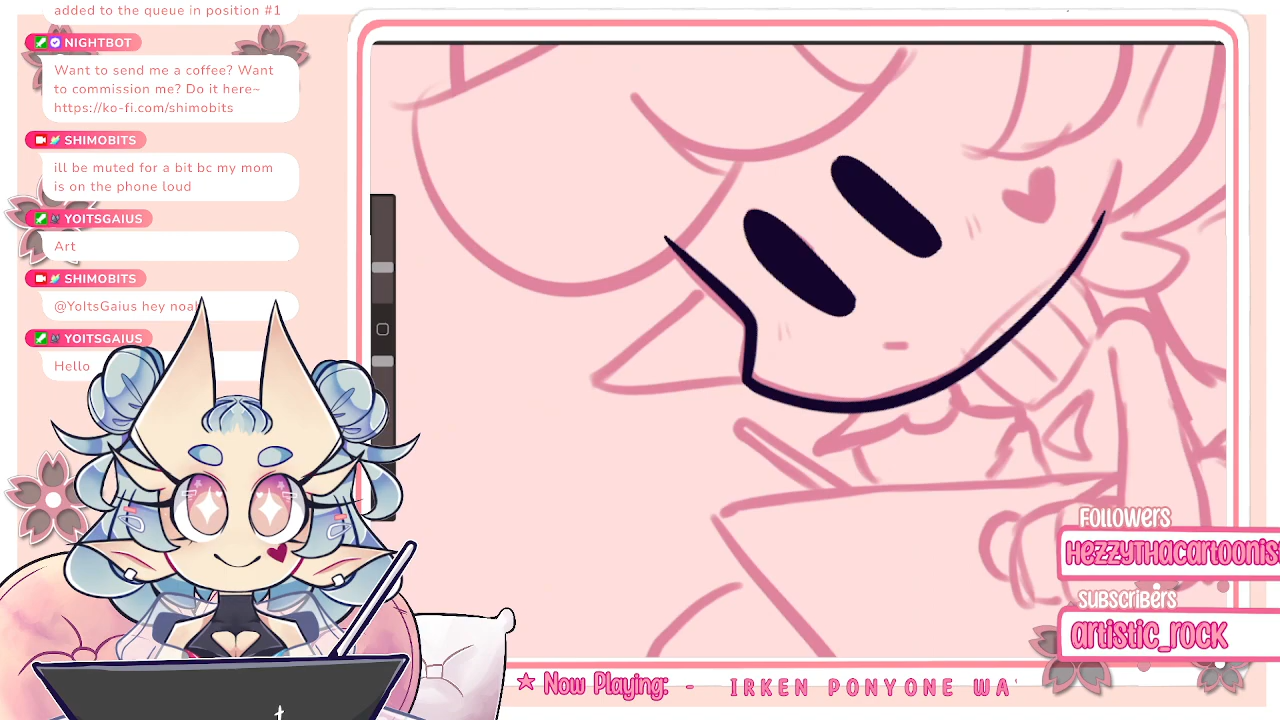 added to the queue in position #1
NIGHTBOT
Want to send me a coffee? Want
to commission me? Do it here~
https://ko-fi.com/shimobits
SHIMOBITS
ill be muted for a bit bc my mom
is on the phone loud
YOITSGAIUS
Art
SHIMOBITS
@YoItsGaius hey noah
YOITSGAIUS
Hello
Followers
HezzyThaCartoonis
subscribers
artistic_rock
Now Playing: - IRKEN PONYONE WA